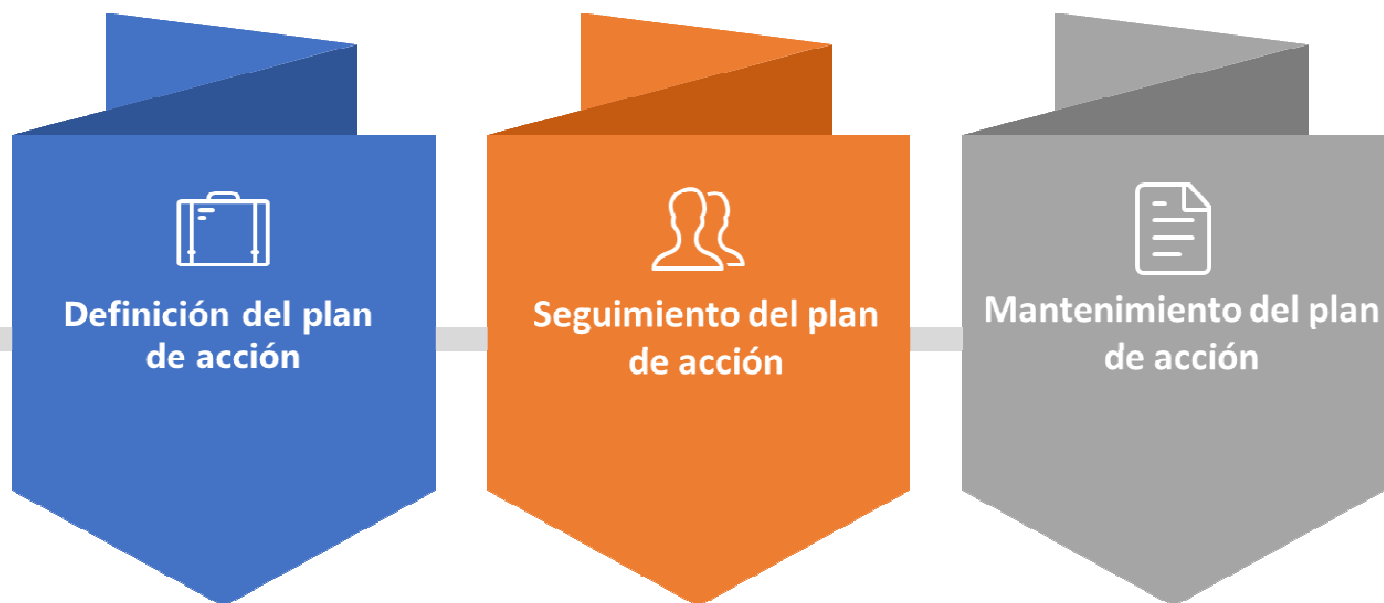 Definición del plan
de acción
Seguimiento del plan
de acción
Mantenimiento del plan
de acción